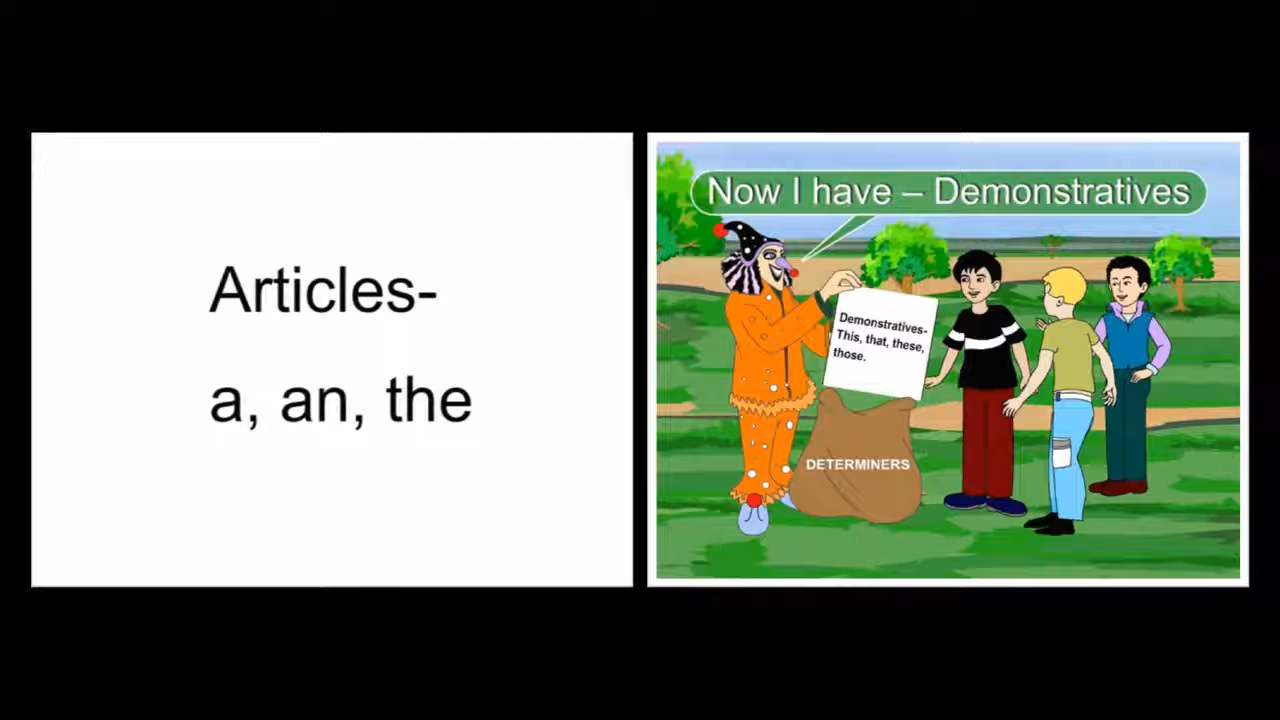 Articles-
a, an, the
Now I have – Demonstratives
Demonstratives-
This, that, these,
those.
DETERMINERS